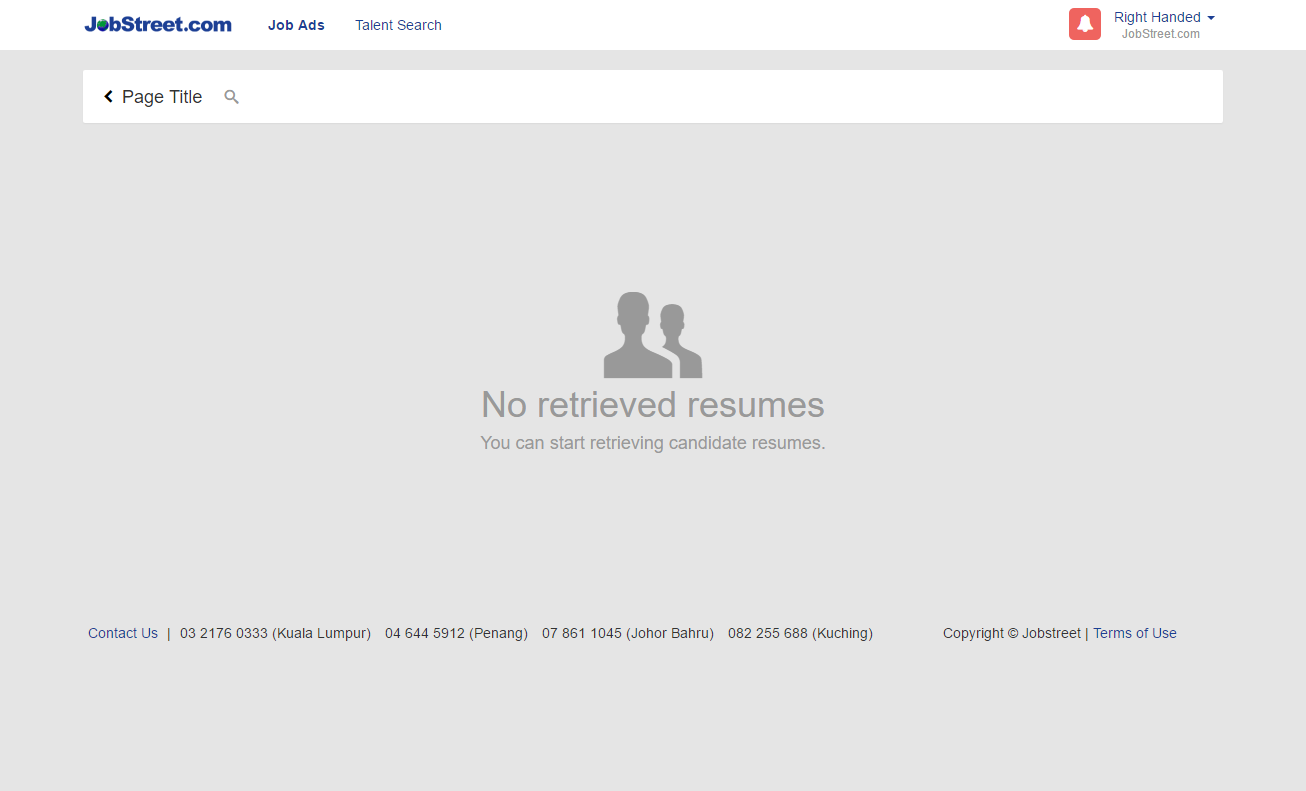 JobStreet.com Job Ads Talent Search Right Handed
JobStreet.com
Page Title
No retrieved resumes
You can start retrieving candidate resumes.
Contact Us | 03 2176 0333 (Kuala Lumpur) 04 644 5912 (Penang) 07 861 1045 (Johor Bahru) 082 255 688 (Kuching) Copyright © Jobstreet | Terms of Use